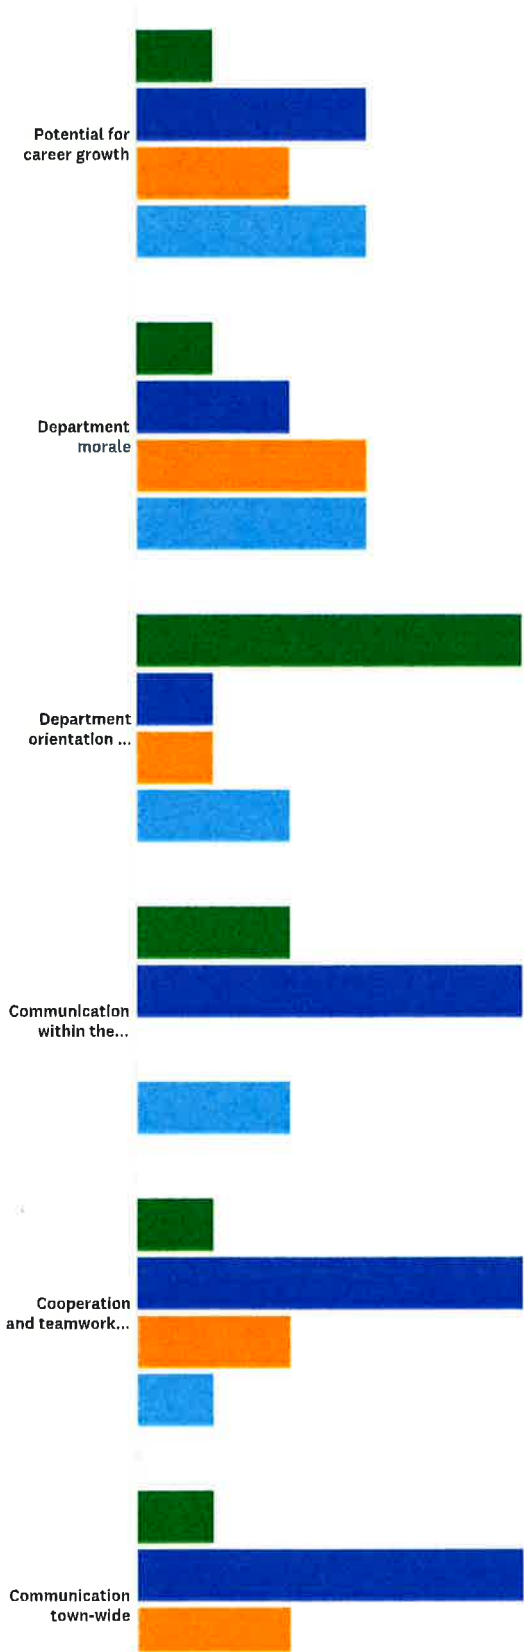 Potential for
career growth
Department
morale
Department
orientation ...
Communication
within the...
Cooperation
and teamwork...
Communication
town-wide